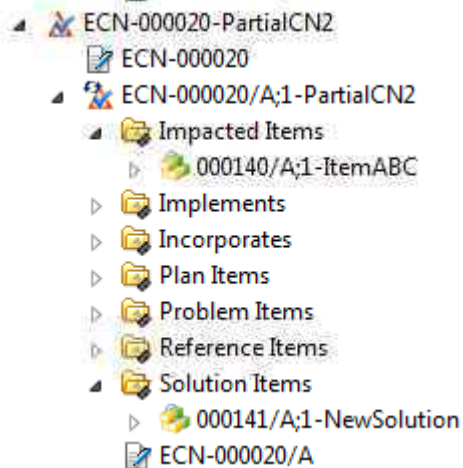 ECN-000020-PartialCN2
ECN-000020
ECN-000020/A;1-PartialCN2
Impacted Items
000140/A;1-ItemABC
Implements
Incorporates
Plan Items
Problem Items
Reference Items
Solution Items
000141/A;1-NewSolution
ECN-000020/A